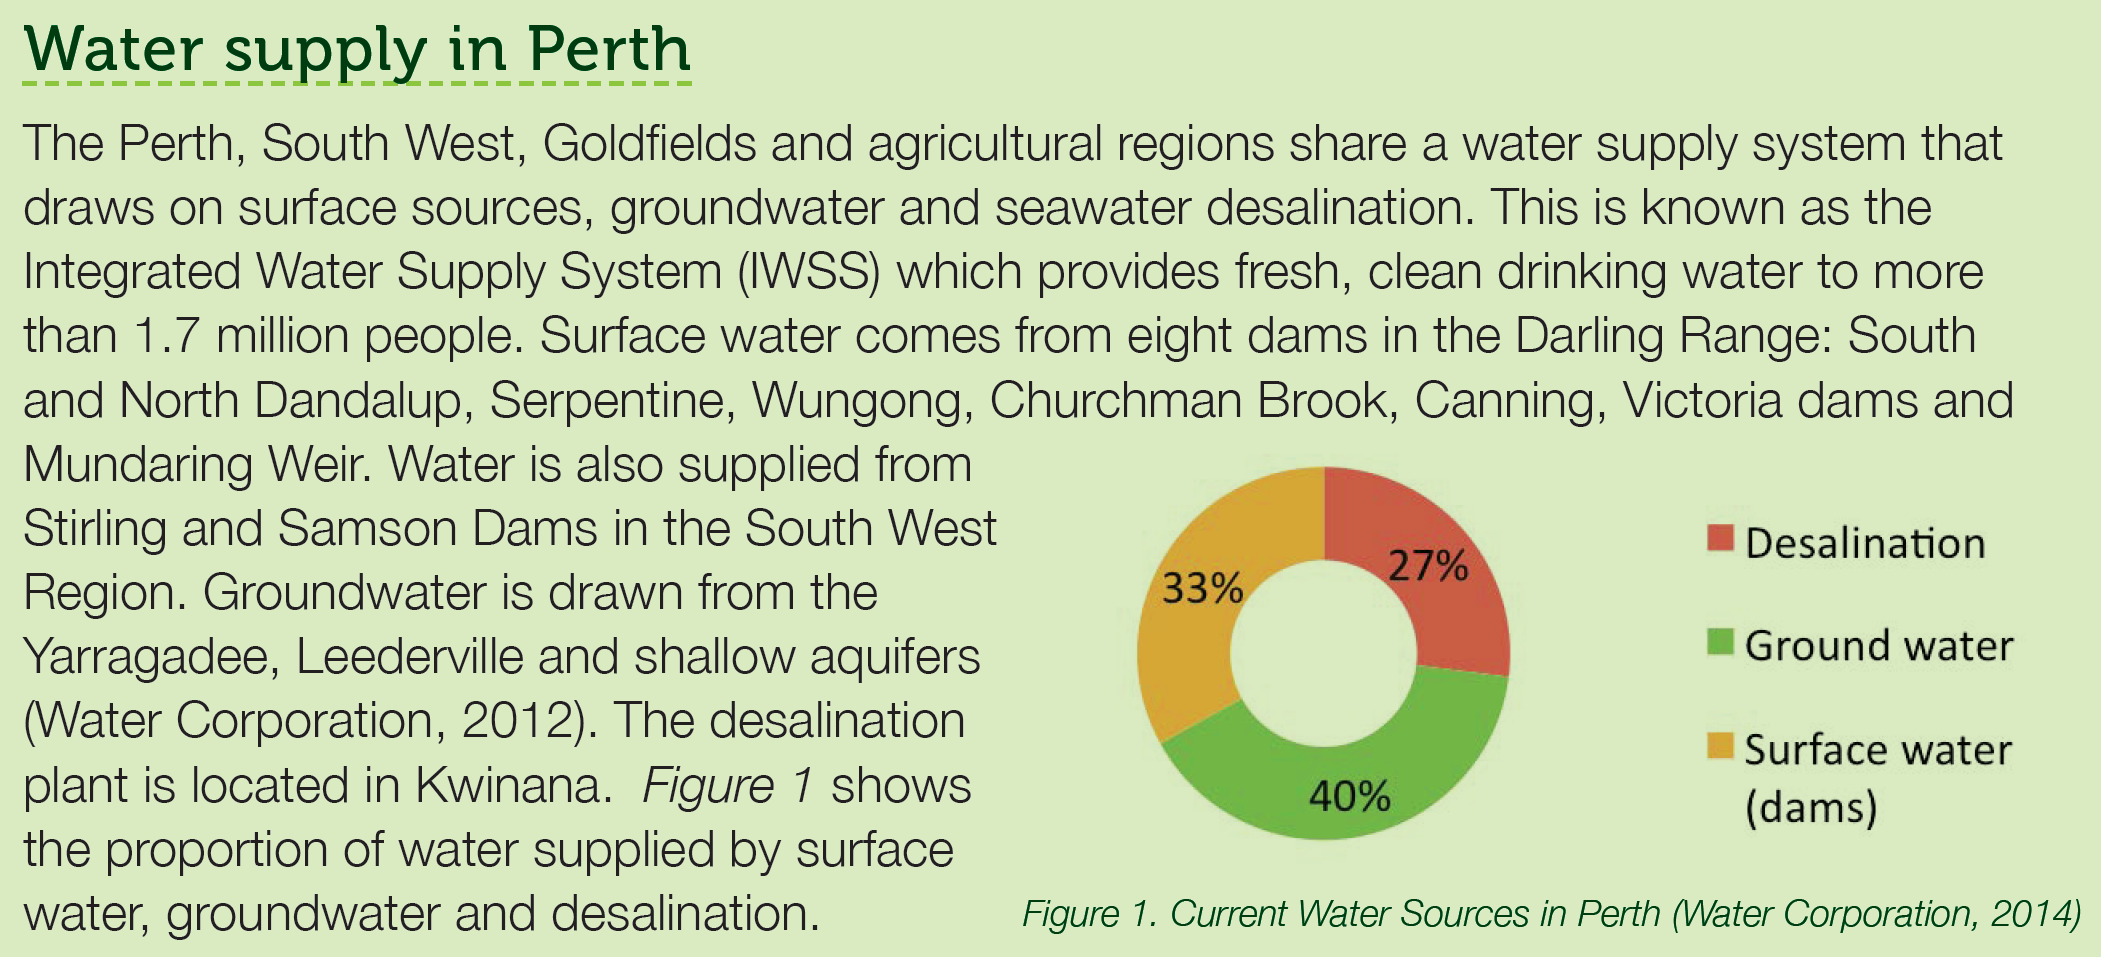 Water supply in Perth
The Perth, South West, Goldfields and agricultural regions share a water supply system that
draws on surface sources, groundwater and seawater desalination. This is known as the
Integrated Water Supply System (IWSS) which provides fresh, clean drinking water to more
than 1.7 million people. Surface water comes from eight dams in the Darling Range: South
and North Dandalup, Serpentine, Wungong, Churchman Brook, Canning, Victoria dams and
Mundaring Weir. Water is also supplied from
Stirling and Samson Dams in the South West
Region. Groundwater is drawn from the
Yarragadee, Leederville and shallow aquifers
(Water Corporation, 2012). The desalination
plant is located in Kwinana. Figure 1 shows
the proportion of water supplied by surface
water, groundwater and desalination.
27%
33%
40%
Desalination
Ground water
Surface water
(dams)
Figure 1. Current Water Sources in Perth (Water Corporation, 2014)